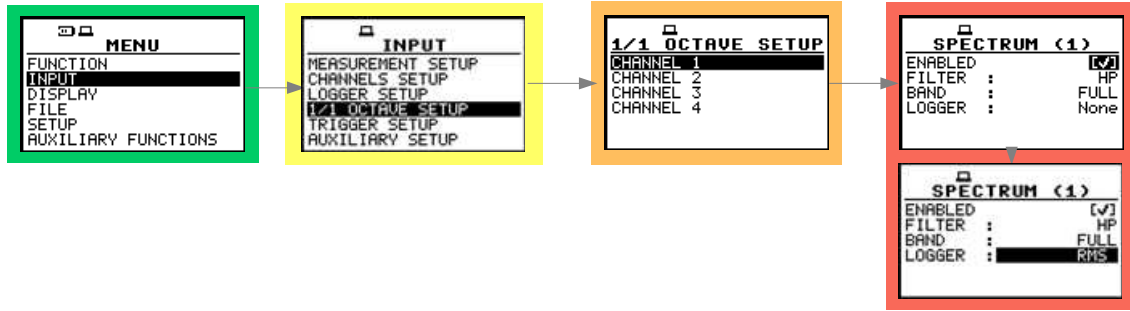 MENU
FUNCTION
INPUT
DISPLAY
FILE
SETUP
AUXILIARY FUNCTIONS
INPUT
MEASUREMENT SETUP
CHANNELS SETUP
LOGGER SETUP
1/1 OCTAVE SETUP
TRIGGER SETUP
AUXILIARY SETUP
1/1 OCTAVE SETUP
CHANNEL 1
CHANNEL 2
CHANNEL 3
CHANNEL 4
SPECTRUM (1)
ENABLED [√]
FILTER : HP
BAND : FULL
LOGGER : None
SPECTRUM (1)
ENABLED [√]
FILTER : HP
BAND : FULL
LOGGER : RMS